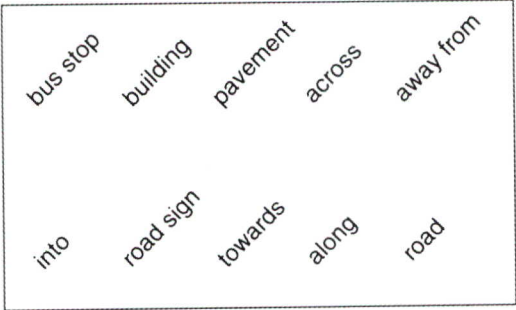 bus stop
building
pavement
across
away from
into
road sign
towards
along
road